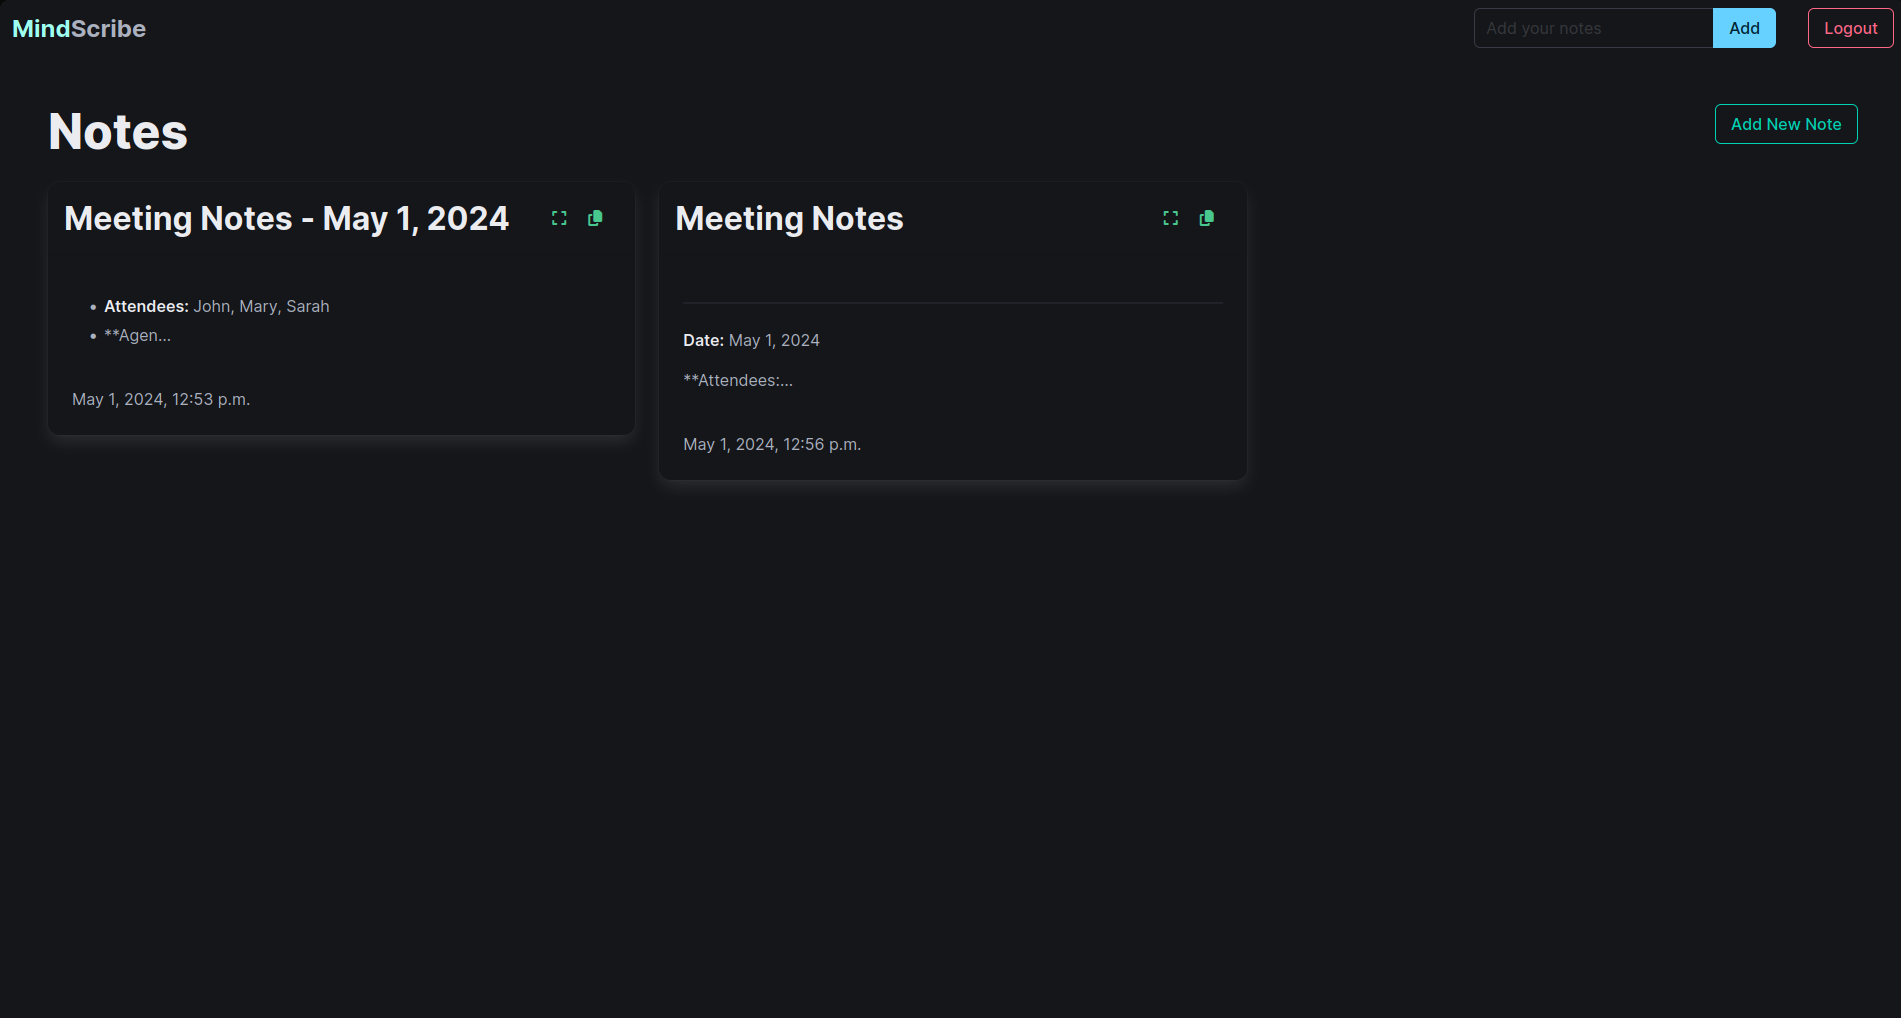 MindScribe
Add your notes
Add
Logout
Notes
Add New Note
Meeting Notes - May 1, 2024
• Attendees: John, Mary, Sarah
• **Agen...
May 1, 2024, 12:53 p.m.
Meeting Notes
Date: May 1, 2024
**Attendees:...
May 1, 2024, 12:56 p.m.